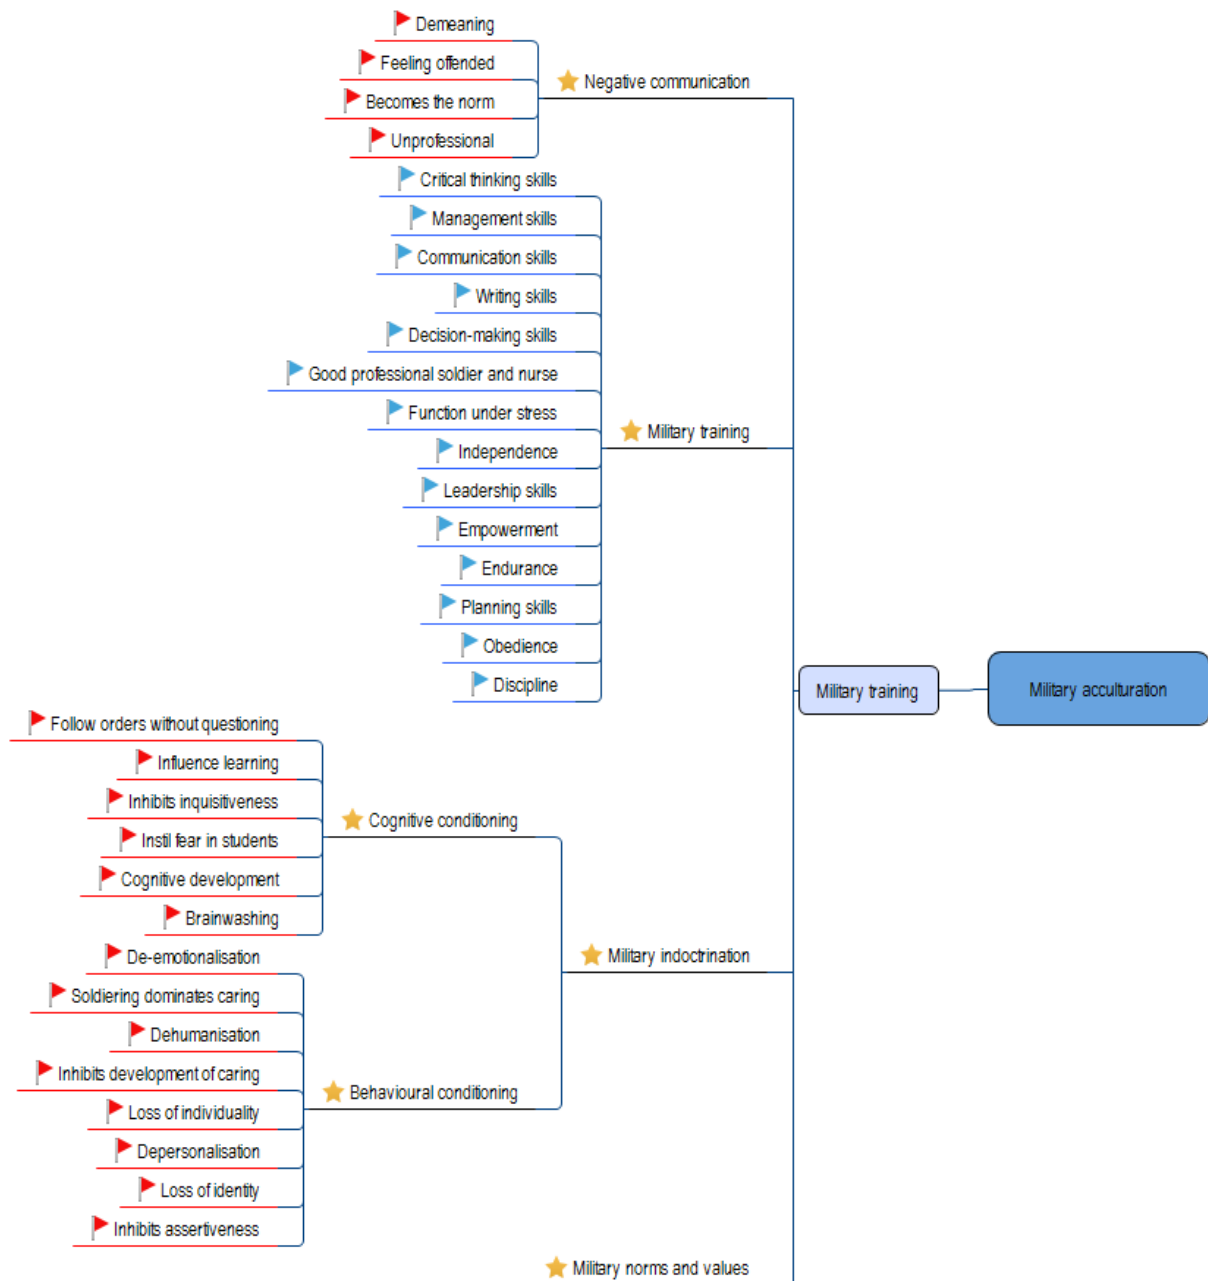 Demeaning
Feeling offended
Negative communication
Becomes the norm
Unprofessional
Critical thinking skills
Management skills
Communication skills
Writing skills
Decision-making skills
Good professional soldier and nurse
Function under stress
Military training
Independence
Leadership skills
Empowerment
Endurance
Planning skills
Obedience
Discipline
Military training
Military acculturation
Follow orders without questioning
Influence learning
Inhibits inquisitiveness
Cognitive conditioning
Instil fear in students
Cognitive development
Brainwashing
De-emotionalisation
Military indoctrination
Soldiering dominates caring
Dehumanisation
Inhibits development of caring
Behavioural conditioning
Loss of individuality
Depersonalisation
Loss of identity
Inhibits assertiveness
Military norms and values